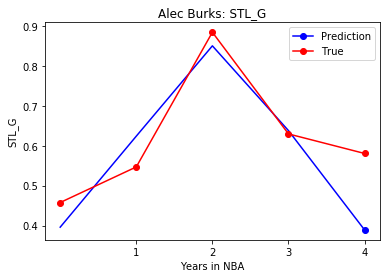 Alec Burks: STL_G
Prediction
True
STL_G
0.9
0.8
0.7
0.6
0.5
0.4
1 2 3 4
Years in NBA